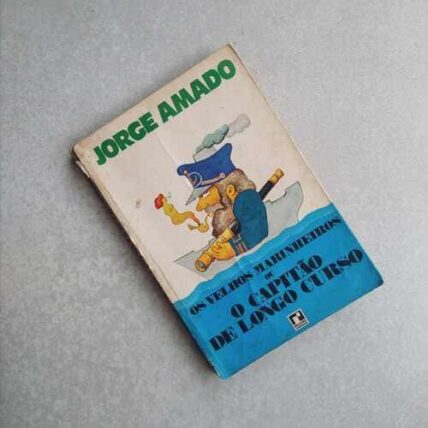 JORGE AMADO
OS VELHOS MARINHEIROS
OU
O CAPITÃO
DE LONGO CURSO